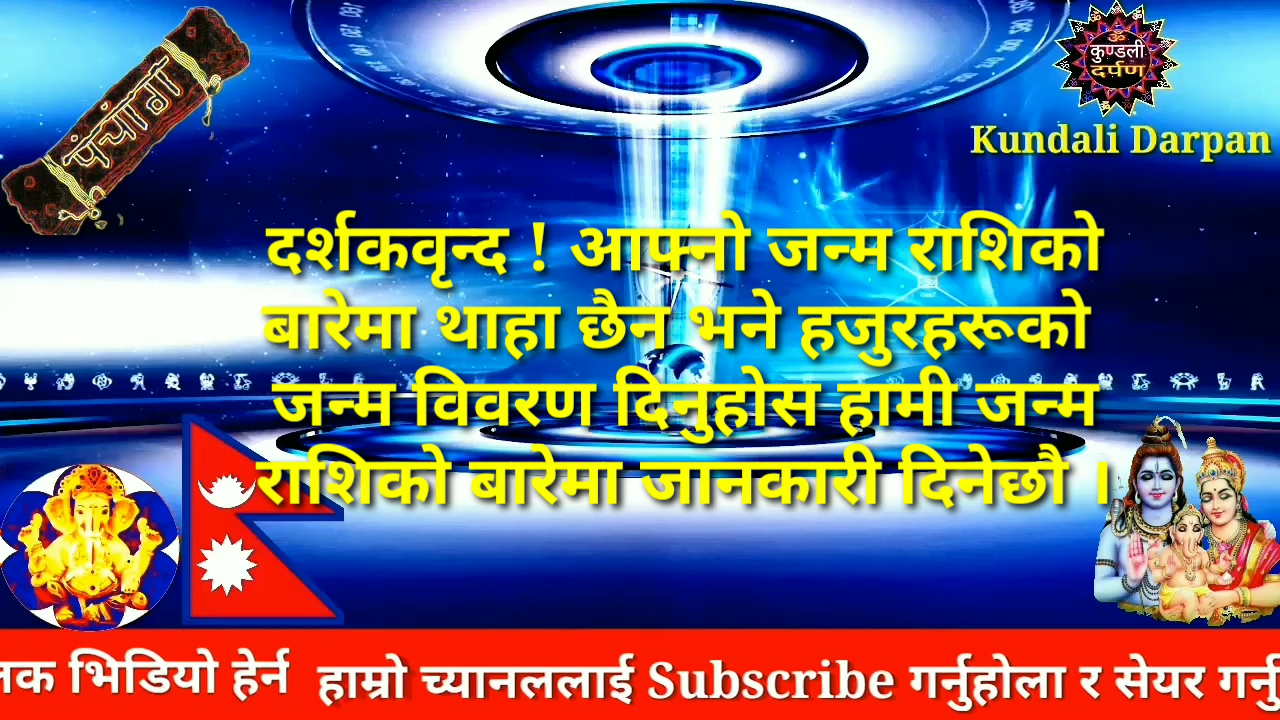 पंचांग
कुण्डली
दर्पण
Kundali Darpan
दर्शकवृन्द ! आफ्नो जन्म राशिको
बारेमा थाहा छैन भने हजुरहरूको
जन्म विवरण दिनुहोस हामी जन्म
राशिको बारेमा जानकारी दिनेछौ ।
भिडियो हेर्न हाम्रो च्यानललाई Subscribe गर्नुहोला र सेयर